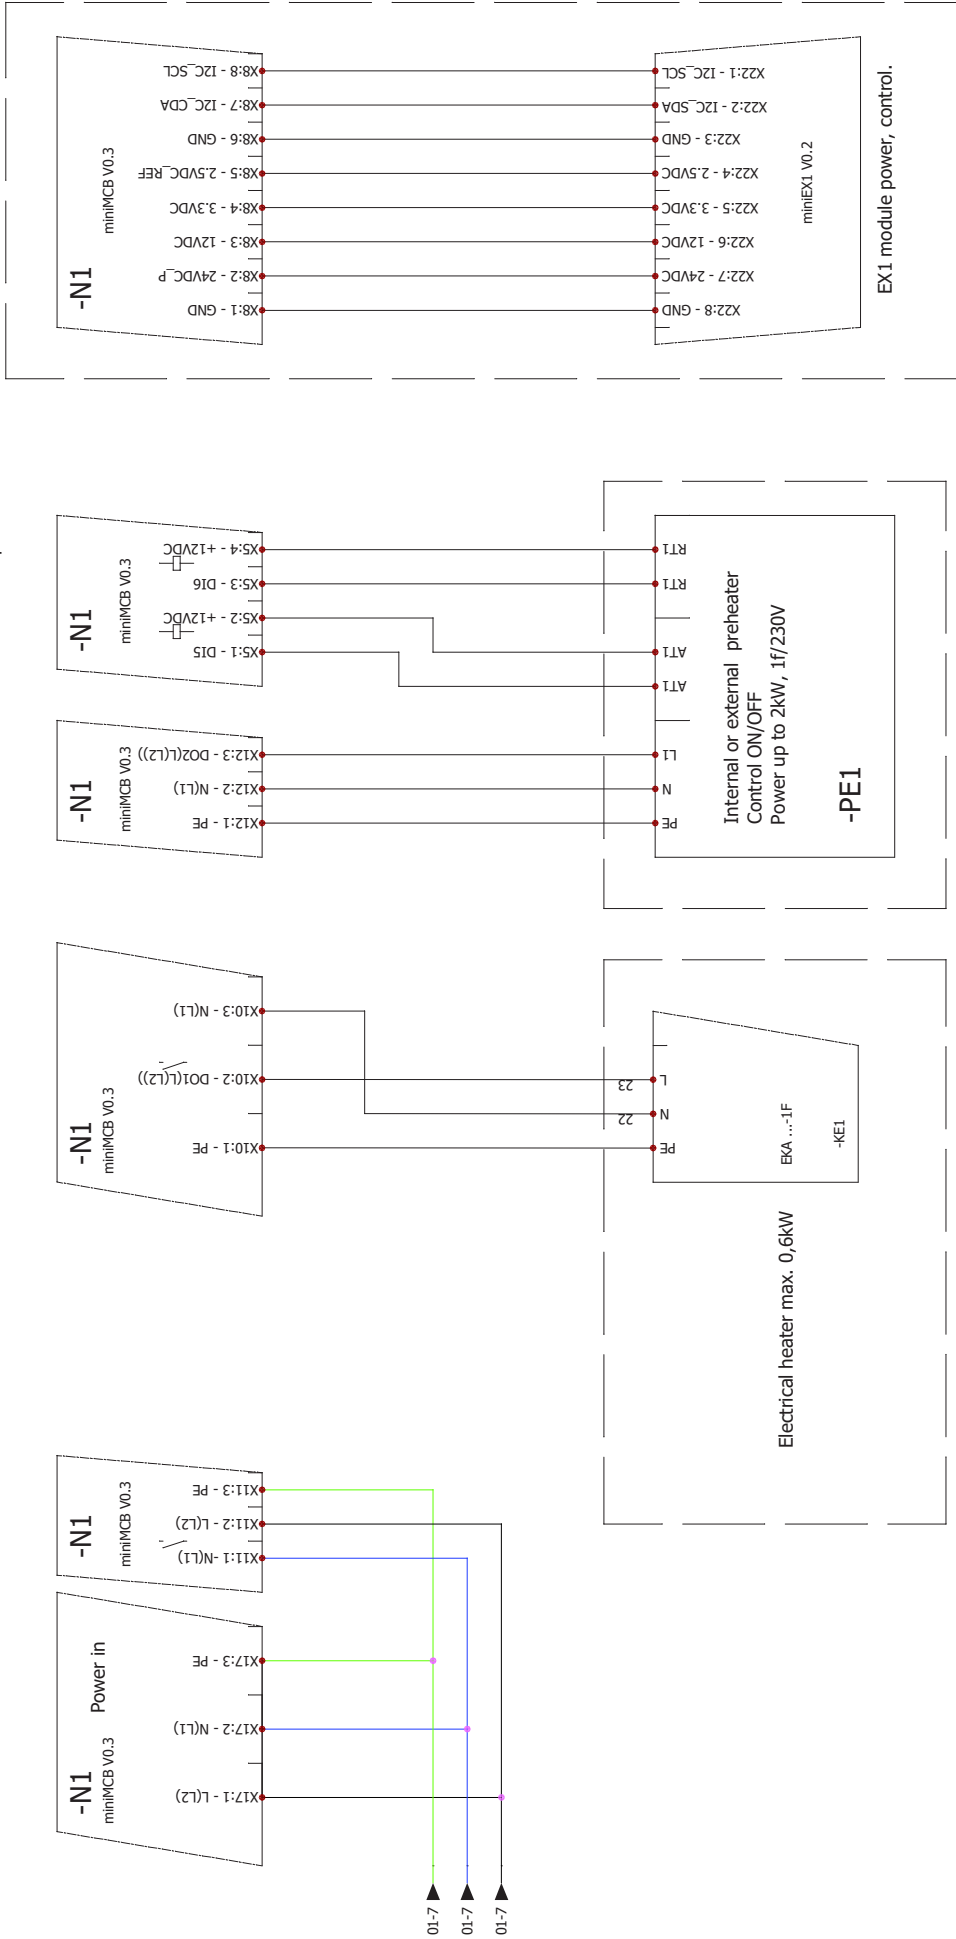 -N1
miniMCB V0.3
Power in
X17:1 - L(L2)
X17:2 - N(L1)
X17:3 - PE
01-7
01-7
01-7
-N1
miniMCB V0.3
X11:1 -N(L1)
X11:2 - L(L2)
X11:3 - PE
-N1
miniMCB V0.3
X10:1 - PE
X10:2 - DO1(L(L2))
X10:3 - N(L1)
22
23
PE
N
L
EKA ...-1F
-KE1
Electrical heater max. 0,6kW
-N1
miniMCB V0.3
X12:1 - PE
X12:2 - N(L1)
X12:3 - DO2(L(L2))
-N1
miniMCB V0.3
X5:1 - DI5
X5:2 - +12VDC
X5:3 - DI6
X5:4 - +12VDC
PE
N
L1
AT1
AT1
RT1
RT1
Internal or external preheater
Control ON/OFF
Power up to 2kW, 1f/230V
-PE1
-N1
miniMCB V0.3
X8:1 - GND
X8:2 - 24VDC_P
X8:3 - 12VDC
X8:4 - 3.3VDC
X8:5 - 2.5VDC_REF
X8:6 - GND
X8:7 - I2C_CDA
X8:8 - I2C_SCL
X22:8 - GND
X22:7 - 24VDC
X22:6 - 12VDC
X22:5 - 3.3VDC
X22:4 - 2.5VDC
X22:3 - GND
X22:2 - I2C_SDA
X22:1 - I2C_SCL
miniEX1 V0.2
EX1 module power, control.